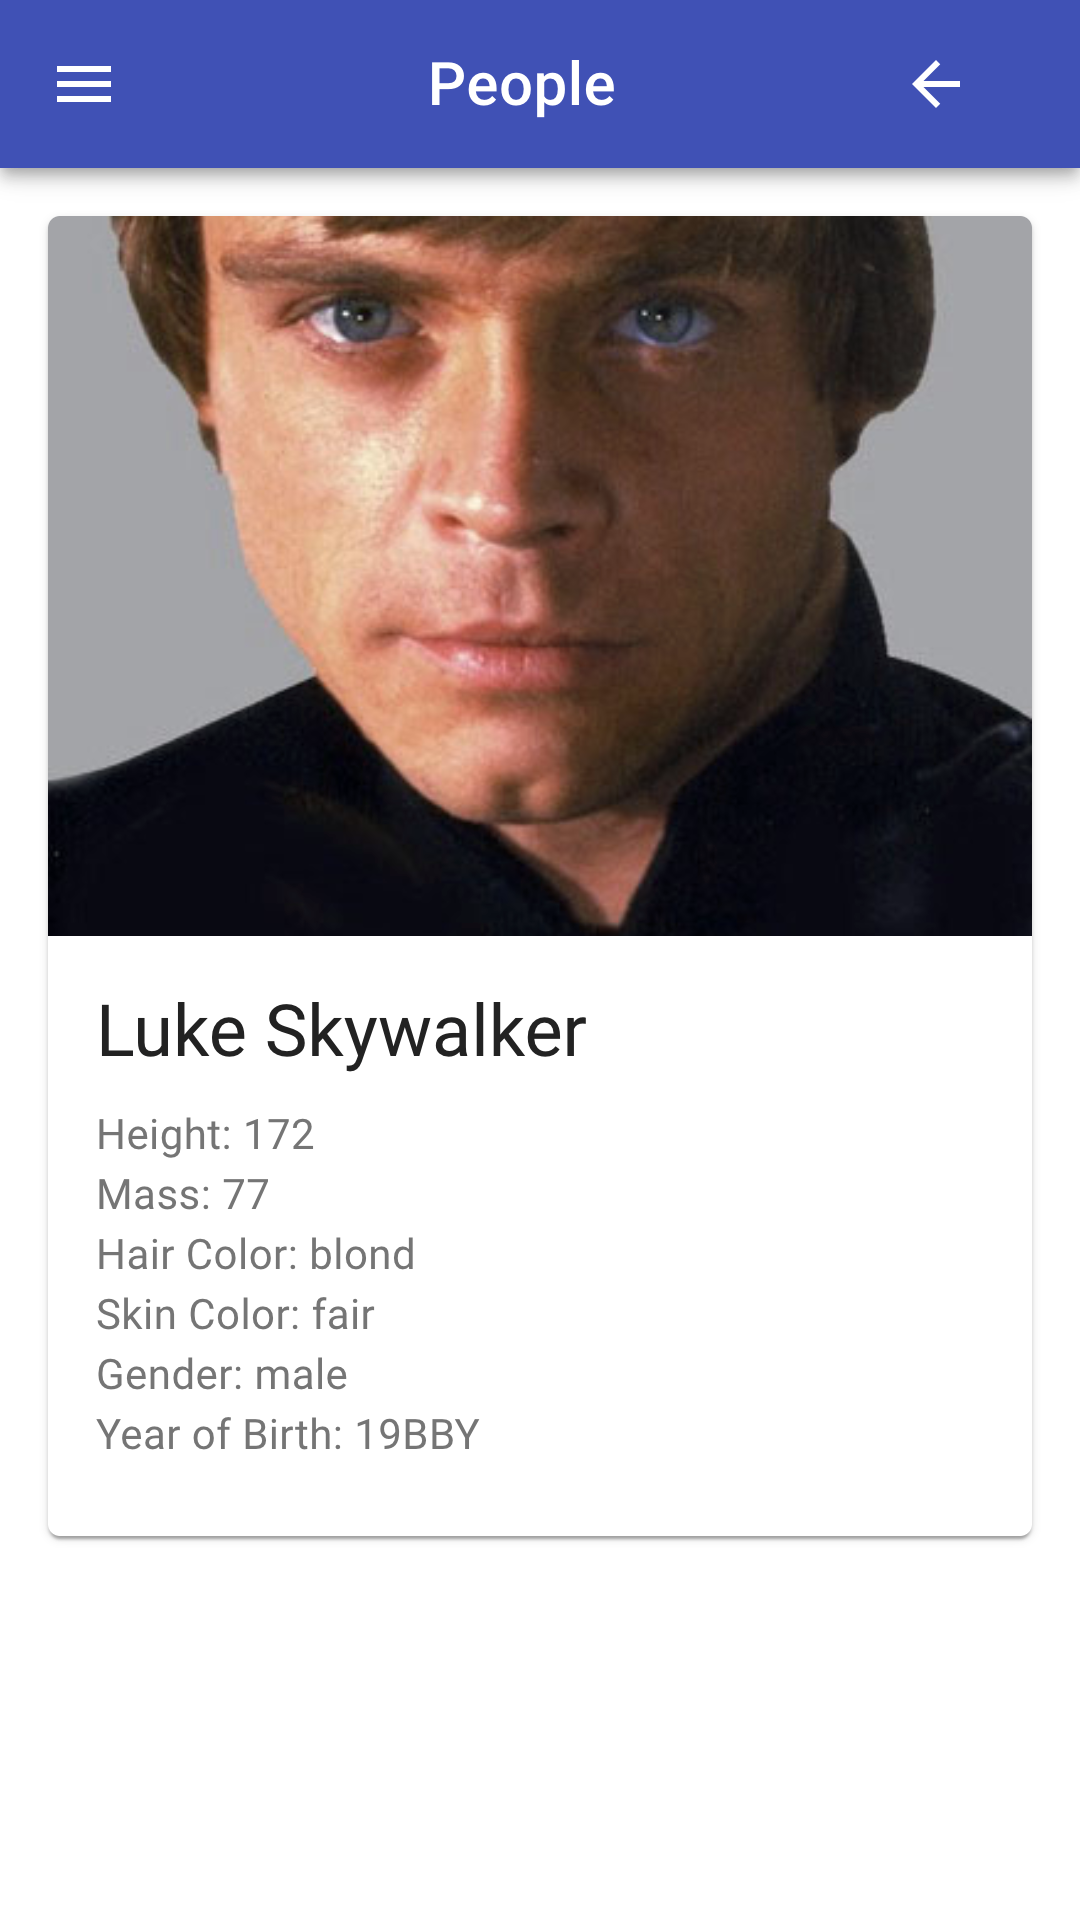 People
Luke Skywalker
Height: 172
Mass: 77
Hair Color: blond
Skin Color: fair
Gender: male
Year of Birth: 19BBY